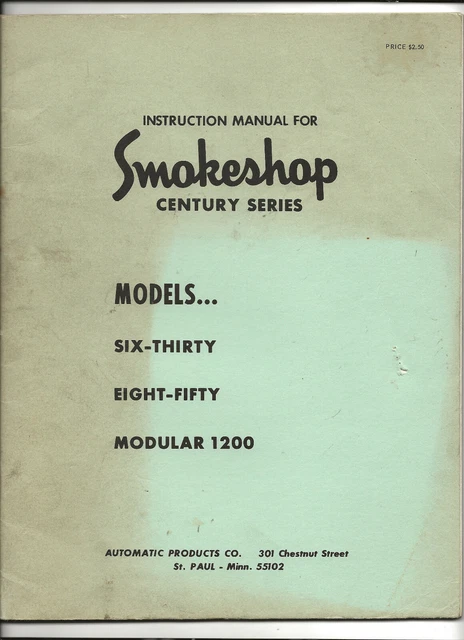 PRICE $2.50
INSTRUCTION MANUAL FOR
Smokeshop
CENTURY SERIES
MODELS...
SIX-THIRTY
EIGHT-FIFTY
MODULAR 1200
AUTOMATIC PRODUCTS CO. 301 Chestnut Street
St. PAUL - Minn. 55102